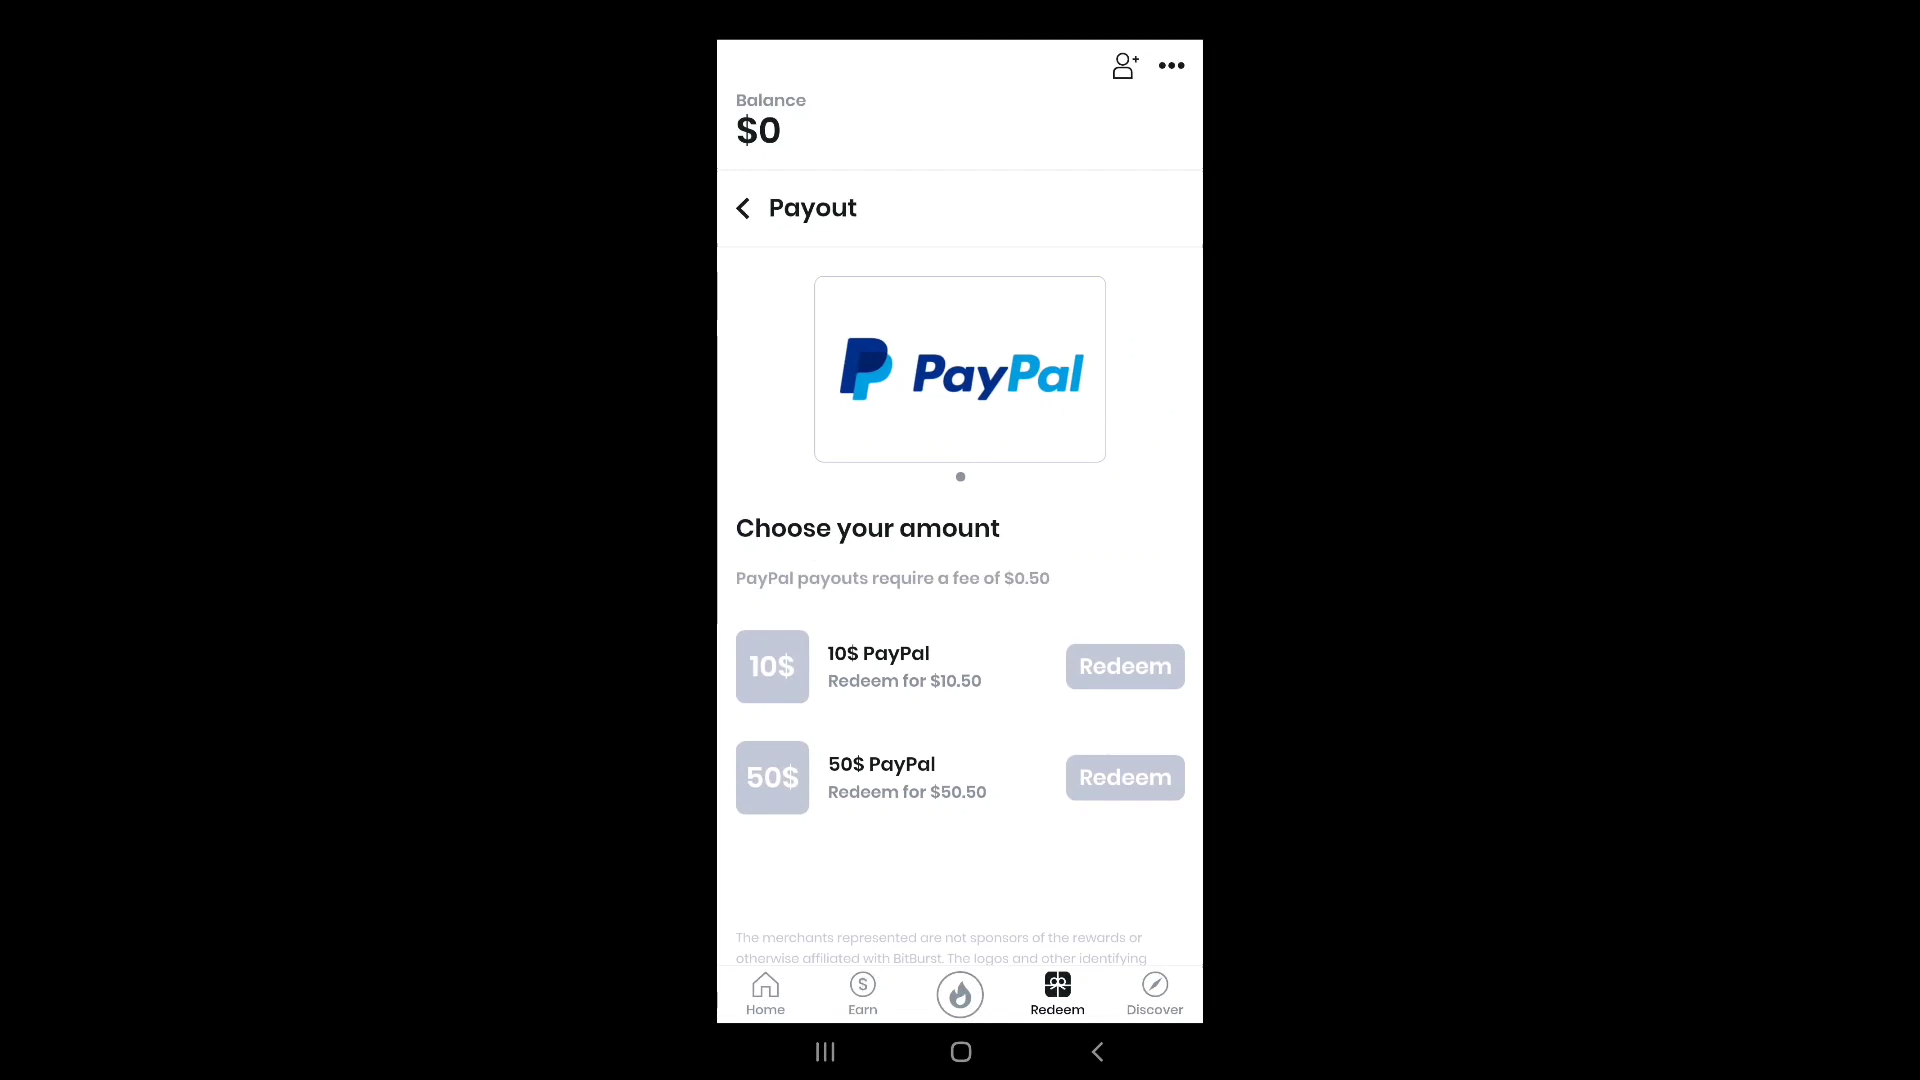 Balance
$0
Payout
PayPal
Choose your amount
PayPal payouts require a fee of $0.50
10$
10$ PayPal
Redeem for $10.50
Redeem
50$
50$ PayPal
Redeem for $50.50
Redeem
The merchants represented are not sponsors of the rewards or
otherwise affiliated with BitBurst. The logos and other identifying
Home
Earn
Redeem
Discover